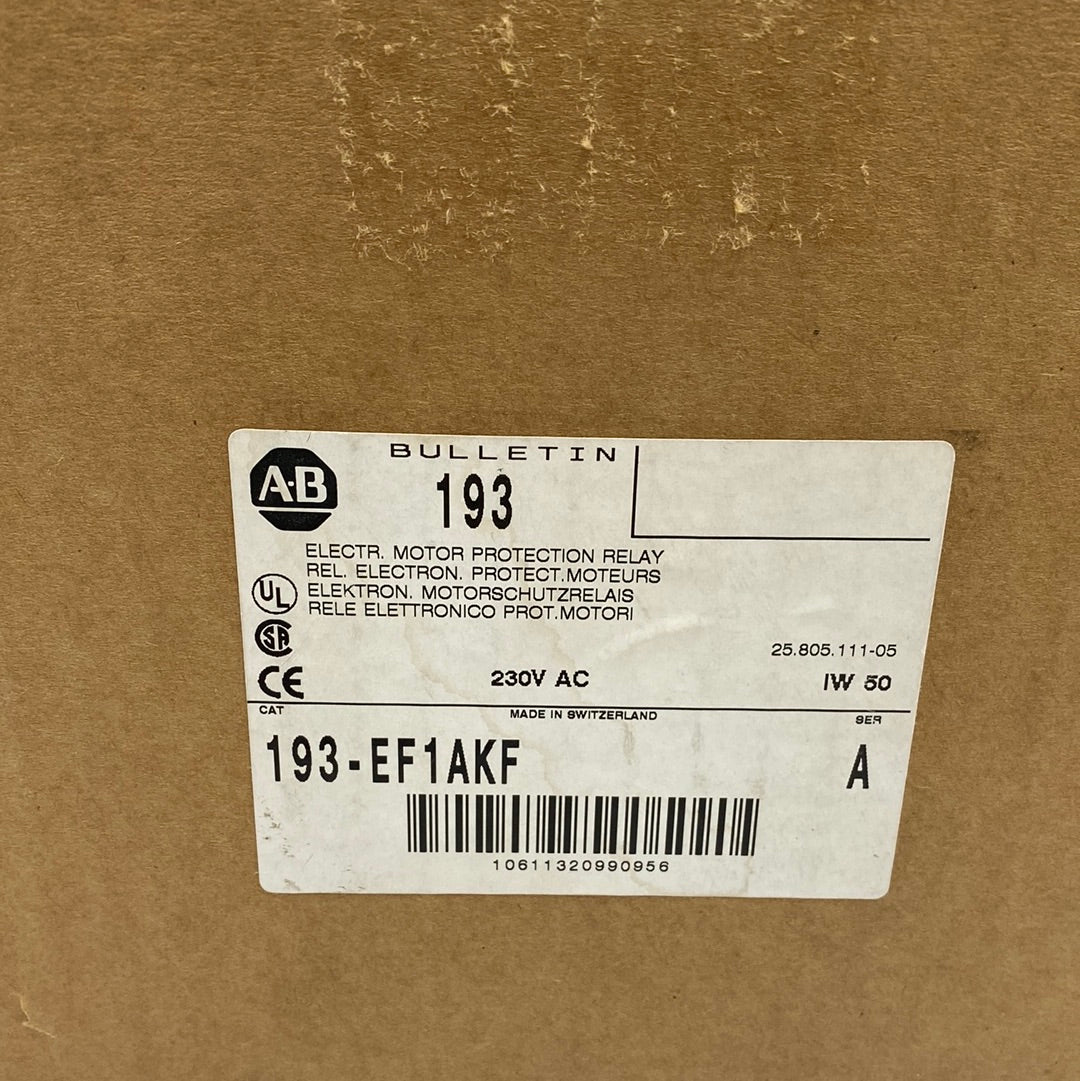 BULLETIN
A-B
193
ELECTR. MOTOR PROTECTION RELAY
REL. ELECTRON. PROTECT.MOTEURS
ELEKTRON. MOTORSCHUTZRELAIS
RELE ELETTRONICO PROT.MOTORI
UL
SA
CE
25.805.111-05
230V AC
IW 50
CAT
MADE IN SWITZERLAND
SER
193-EF1AKF
A
10611320990956